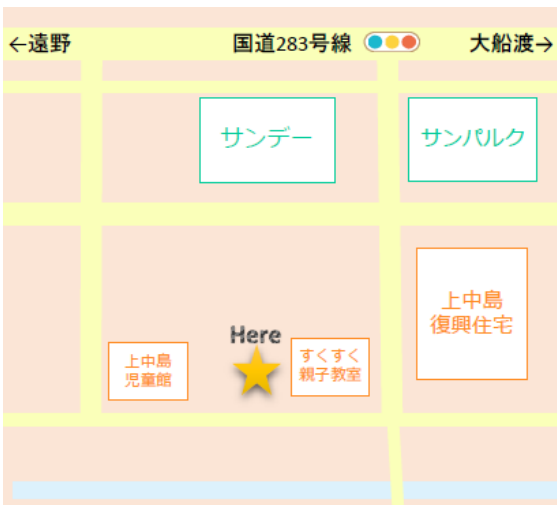 ←遠野
国道283号線
大船渡→
サンデー
サンパルク
上中島
復興住宅
Here
上中島
児童館
すくすく
親子教室